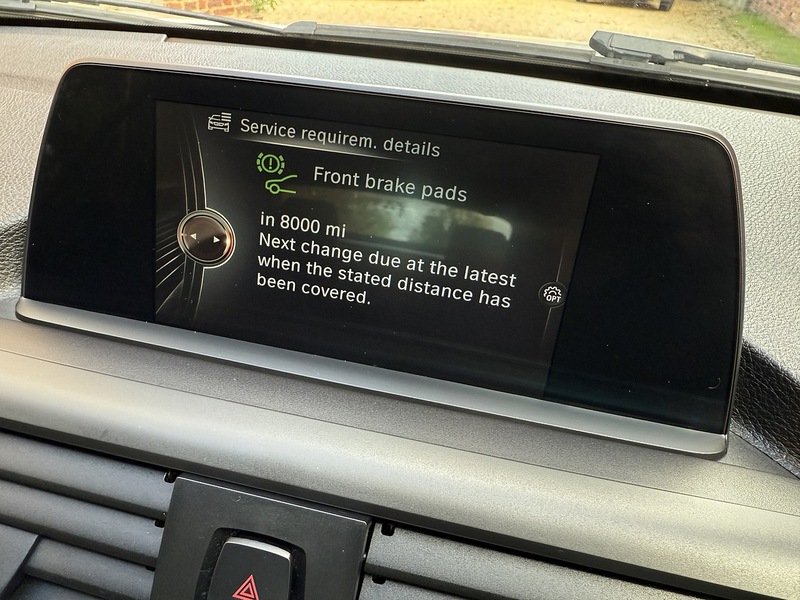 Service requirem. details
Front brake pads
in 8000 mi
Next change due at the latest
when the stated distance has
been covered.
OPT